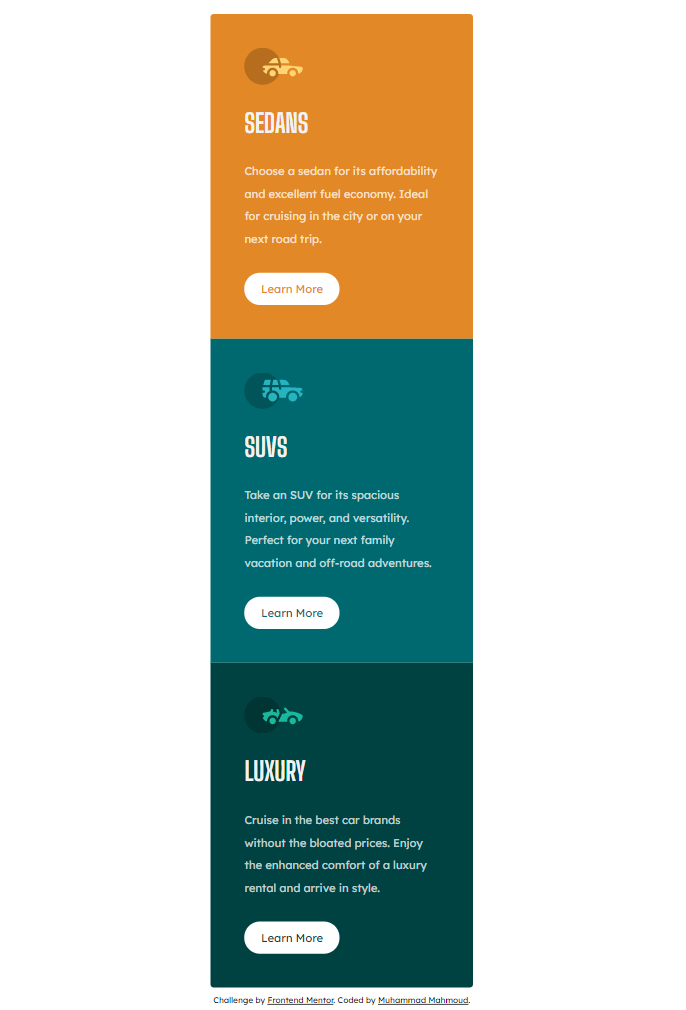 SEDANS
Choose a sedan for its affordability
and excellent fuel economy. Ideal
for cruising in the city or on your
next road trip.
Learn More
SUVS
Take an SUV for its spacious
interior, power, and versatility.
Perfect for your next family
vacation and off-road adventures.
Learn More
LUXURY
Cruise in the best car brands
without the bloated prices. Enjoy
the enhanced comfort of a luxury
rental and arrive in style.
Learn More
Challenge by Frontend Mentor. Coded by Muhammad Mahmoud.